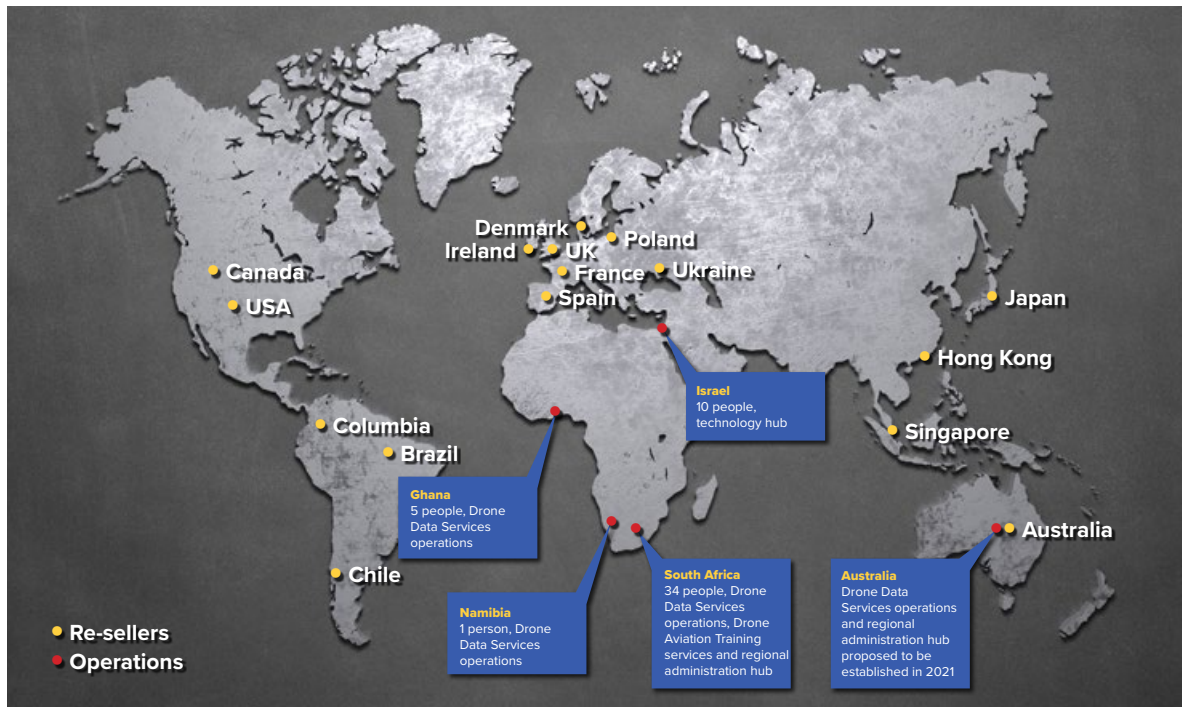 Denmark
Poland
Ireland
UK
Canada
France
Ukraine
USA
Spain
Japan
Hong Kong
Israel
10 people,
technology hub
Columbia
Singapore
Brazil
Ghana
5 people, Drone
Data Services
operations
Australia
Chile
South Africa
34 people, Drone
Data Services
operations, Drone
Aviation Training
services and regional
administration hub
Australia
Drone Data
Services operations
and regional
administration hub
proposed to be
established in 2021
Namibia
1 person, Drone
Data Services
operations
Re-sellers
Operations